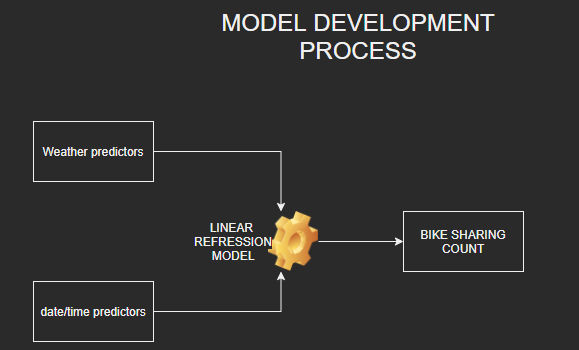 MODEL DEVELOPMENT
PROCESS
Weather predictors
LINEAR
REFRESSION
MODEL
BIKE SHARING
COUNT
date/time predictors